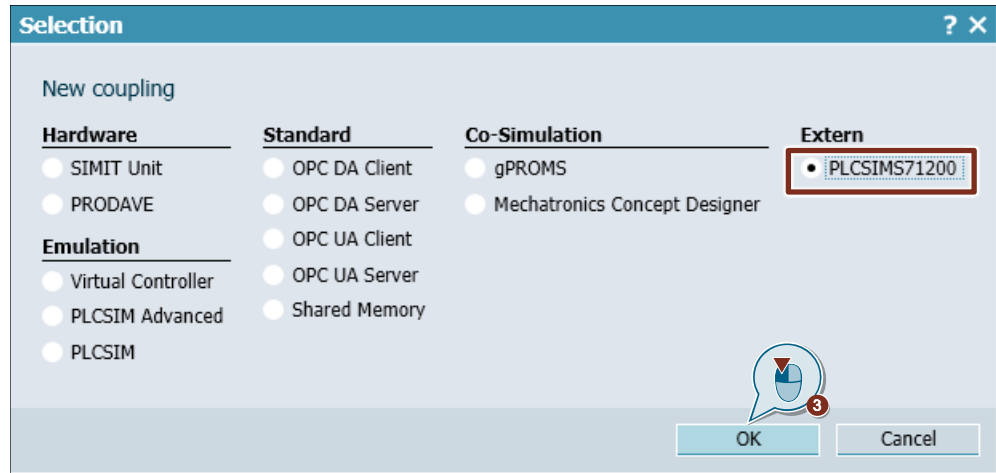 Selection
? ×
New coupling
Hardware
SIMIT Unit
PRODAVE
Emulation
Virtual Controller
PLCSIM Advanced
PLCSIM
Standard
OPC DA Client
OPC DA Server
OPC UA Client
OPC UA Server
Shared Memory
Co-Simulation
gPROMS
Mechatronics Concept Designer
Extern
PLCSIMS71200
3
OK
Cancel